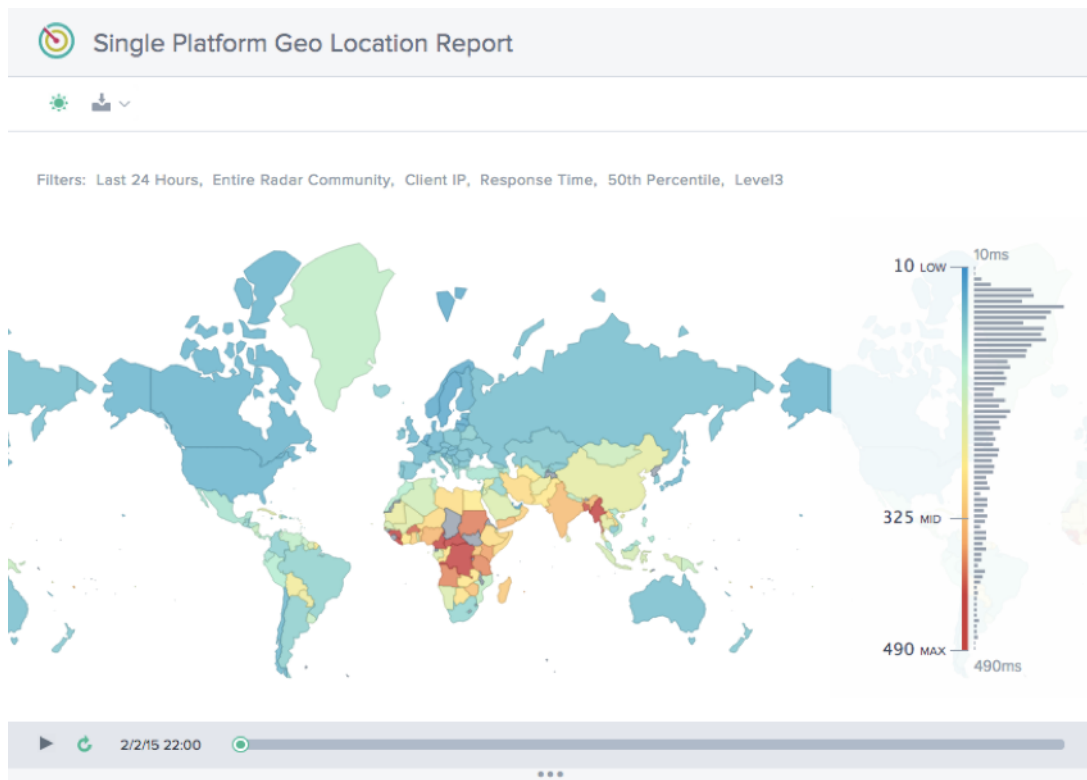 Single Platform Geo Location Report
Filters: Last 24 Hours, Entire Radar Community, Client IP, Response Time, 50th Percentile, Level3
10ms
10 LOW
325 MID
490 MAX
490ms
2/2/15 22:00